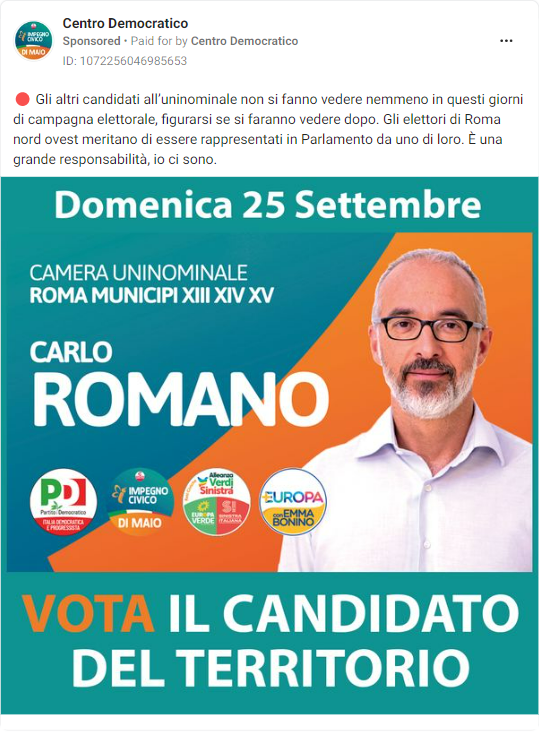 Centro Democratico
Sponsored • Paid for by Centro Democratico
ID: 1072256046985653
🔴 Gli altri candidati all'uninominale non si fanno vedere nemmeno in questi giorni
di campagna elettorale, figurarsi se si faranno vedere dopo. Gli elettori di Roma
nord ovest meritano di essere rappresentati in Parlamento da uno di loro. È una
grande responsabilità, io ci sono.
Domenica 25 Settembre
CAMERA UNINOMINALE
ROMA MUNICIPI XIII XIV XV
CARLO
ROMANO
PD
Partito Democratico
ITALIA DEMOCRATICA
E PROGRESSISTA
IMPEGNO
CIVICO
DI MAIO
Alleanza
Verdi
Sinistra
EUROPA
VERDE
SI
SINISTRA
ITALIANA
+EUROPA
con EMMA
BONINO
VOTA IL CANDIDATO
DEL TERRITORIO